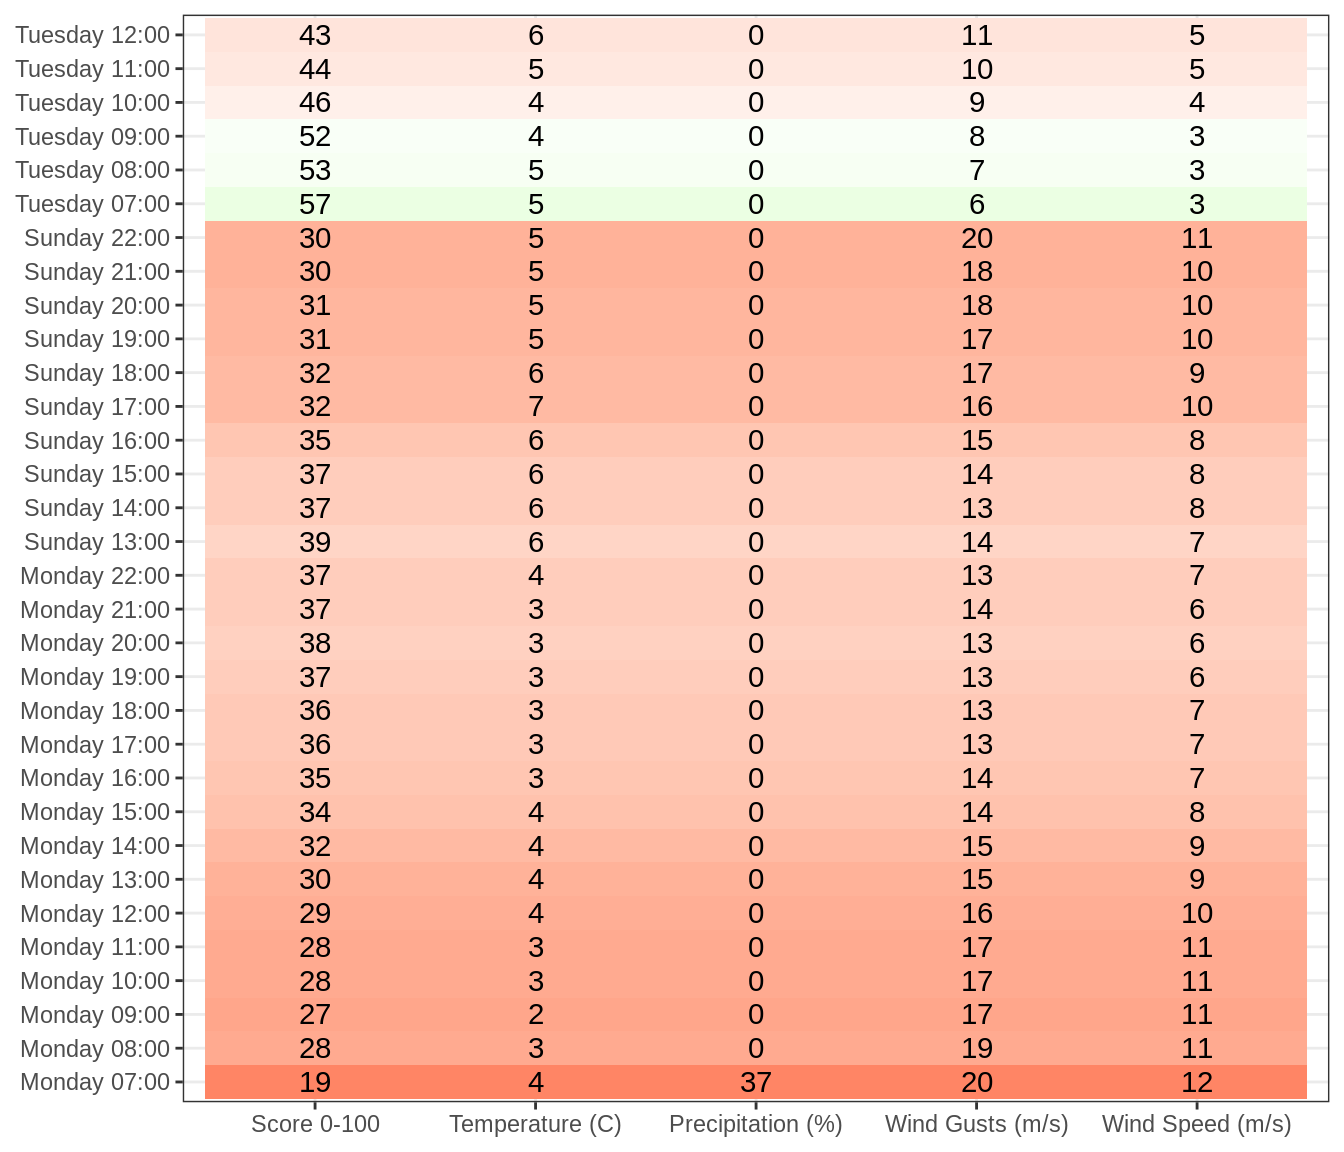 Tuesday 12:00 43 6 0 11 5
Tuesday 11:00 44 5 0 10 5
Tuesday 10:00 46 4 0 9 4
Tuesday 09:00 52 4 0 8 3
Tuesday 08:00 53 5 0 7 3
Tuesday 07:00 57 5 0 6 3
Sunday 22:00 30 5 0 20 11
Sunday 21:00 30 5 0 18 10
Sunday 20:00 31 5 0 18 10
Sunday 19:00 31 5 0 17 10
Sunday 18:00 32 6 0 17 9
Sunday 17:00 32 7 0 16 10
Sunday 16:00 35 6 0 15 8
Sunday 15:00 37 6 0 14 8
Sunday 14:00 37 6 0 13 8
Sunday 13:00 39 6 0 14 7
Monday 22:00 37 4 0 13 7
Monday 21:00 37 3 0 14 6
Monday 20:00 38 3 0 13 6
Monday 19:00 37 3 0 13 6
Monday 18:00 36 3 0 13 7
Monday 17:00 36 3 0 13 7
Monday 16:00 35 3 0 14 7
Monday 15:00 34 4 0 14 8
Monday 14:00 32 4 0 15 9
Monday 13:00 30 4 0 15 9
Monday 12:00 29 4 0 16 10
Monday 11:00 28 3 0 17 11
Monday 10:00 28 3 0 17 11
Monday 09:00 27 2 0 17 11
Monday 08:00 28 3 0 19 11
Monday 07:00 19 4 37 20 12
Score 0-100 Temperature (C) Precipitation (%) Wind Gusts (m/s) Wind Speed (m/s)